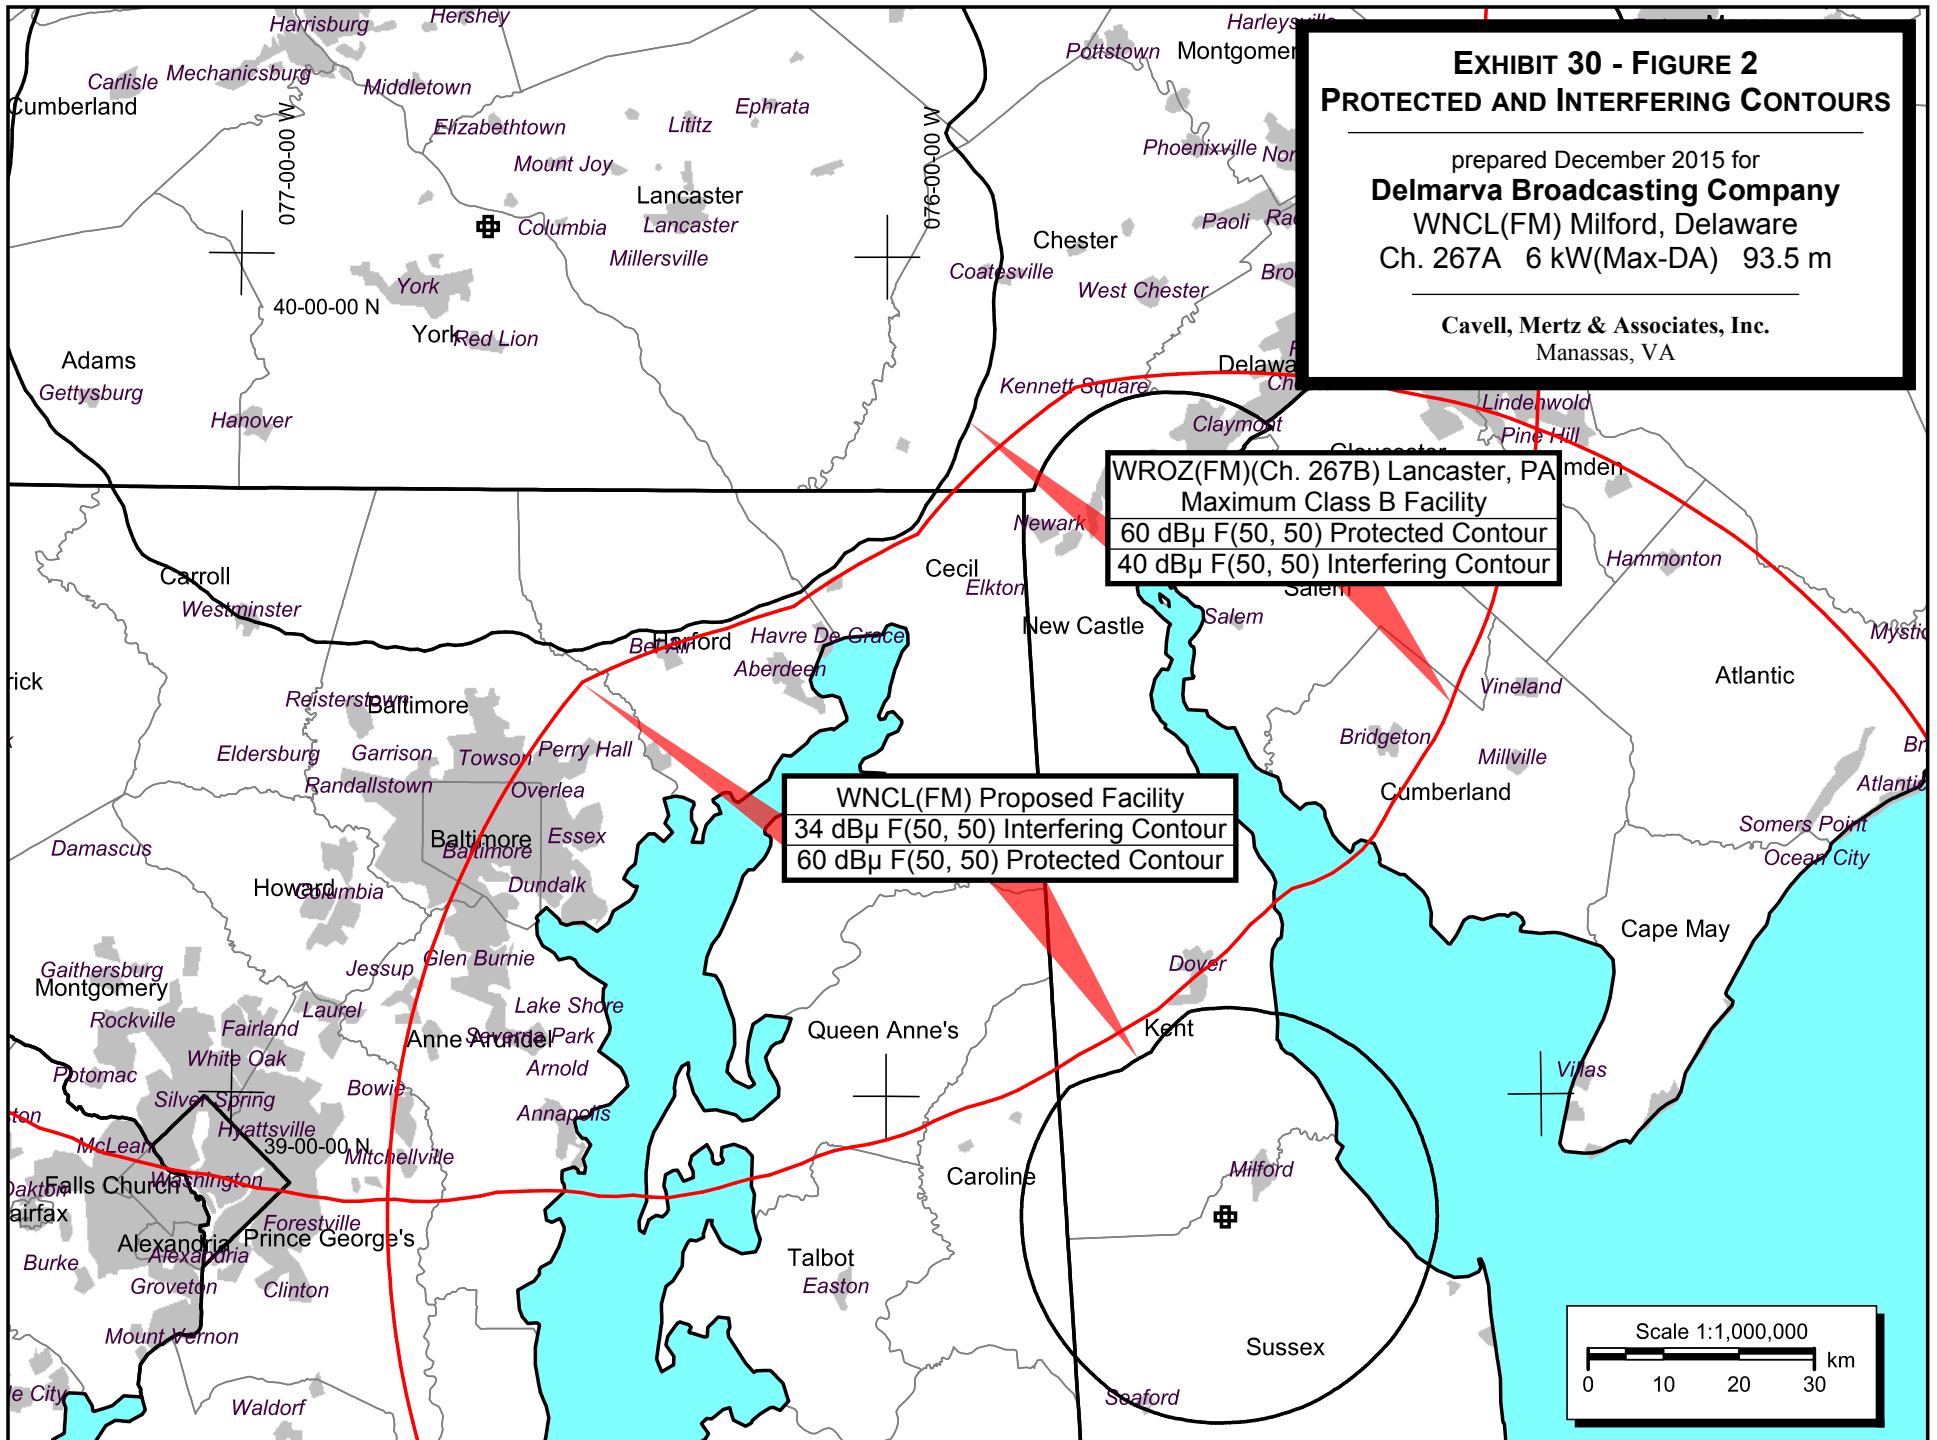 Harrisburg
Hershey
Carlisle
Mechanicsburg
Middletown
Cumberland
077-00-00 W
Elizabethtown
Lititz
Ephrata
Mount Joy
Lancaster
Lancaster
Columbia
Millersville
076-00-00 W
Pottstown
Phoenixville
Paoli
Chester
Coatesville
West Chester
EXHIBIT 30 - FIGURE 2
PROTECTED AND INTERFERING CONTOURS
prepared December 2015 for
Delmarva Broadcasting Company
WNCL(FM) Milford, Delaware
Ch. 267A 6 kW(Max-DA) 93.5 m
Cavell, Mertz & Associates, Inc.
Manassas, VA
York
40-00-00 N
York
Red Lion
Adams
Gettysburg
Hanover
Kennett Square
Claymont
Lindenwold
Pine Hill
WROZ(FM)(Ch. 267B) Lancaster, PA
Maximum Class B Facility
60 dBµ F(50, 50) Protected Contour
40 dBµ F(50, 50) Interfering Contour
Newark
Hammonton
Cecil
Elkton
Carroll
Westminster
Salem
Salem
New Castle
Harford
Bel Air
Havre De Grace
Aberdeen
Atlantic
Vineland
Reisterstown
Baltimore
Eldersburg
Garrison
Towson
Perry Hall
Randallstown
Overlea
Bridgeton
Millville
Cumberland
WNCL(FM) Proposed Facility
34 dBµ F(50, 50) Interfering Contour
60 dBµ F(50, 50) Protected Contour
Baltimore
Baltimore
Essex
Damascus
Howard
Columbia
Dundalk
Somers Point
Ocean City
Atlantic
Cape May
Gaithersburg
Montgomery
Jessup
Glen Burnie
Dover
Rockville
Fairland
Laurel
Lake Shore
Anne Arundel
Severna Park
Queen Anne's
Kent
White Oak
Potomac
Arnold
Bowie
Villas
Silver Spring
Annapolis
Hyattsville
McLean
39-00-00 N
Mitchellville
Washington
Falls Church
Caroline
Milford
Forestville
Prince George's
Alexandria
Alexandria
Burke
Groveton
Clinton
Talbot
Easton
Mount Vernon
Sussex
Waldorf
Seaford
Scale 1:1,000,000
km
0 10 20 30